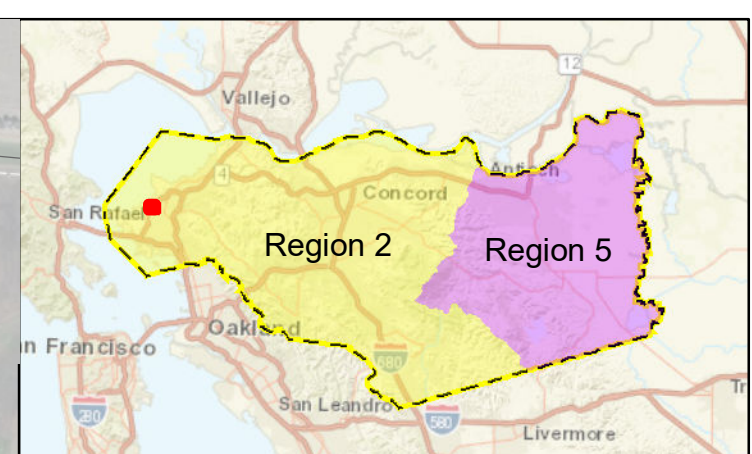 12
Vallejo
Antioch
4
Concord
San Rafael
Region 2
Region 5
Oakland
n Francisco
680
San Leandro
280
580
Tr
Livermore